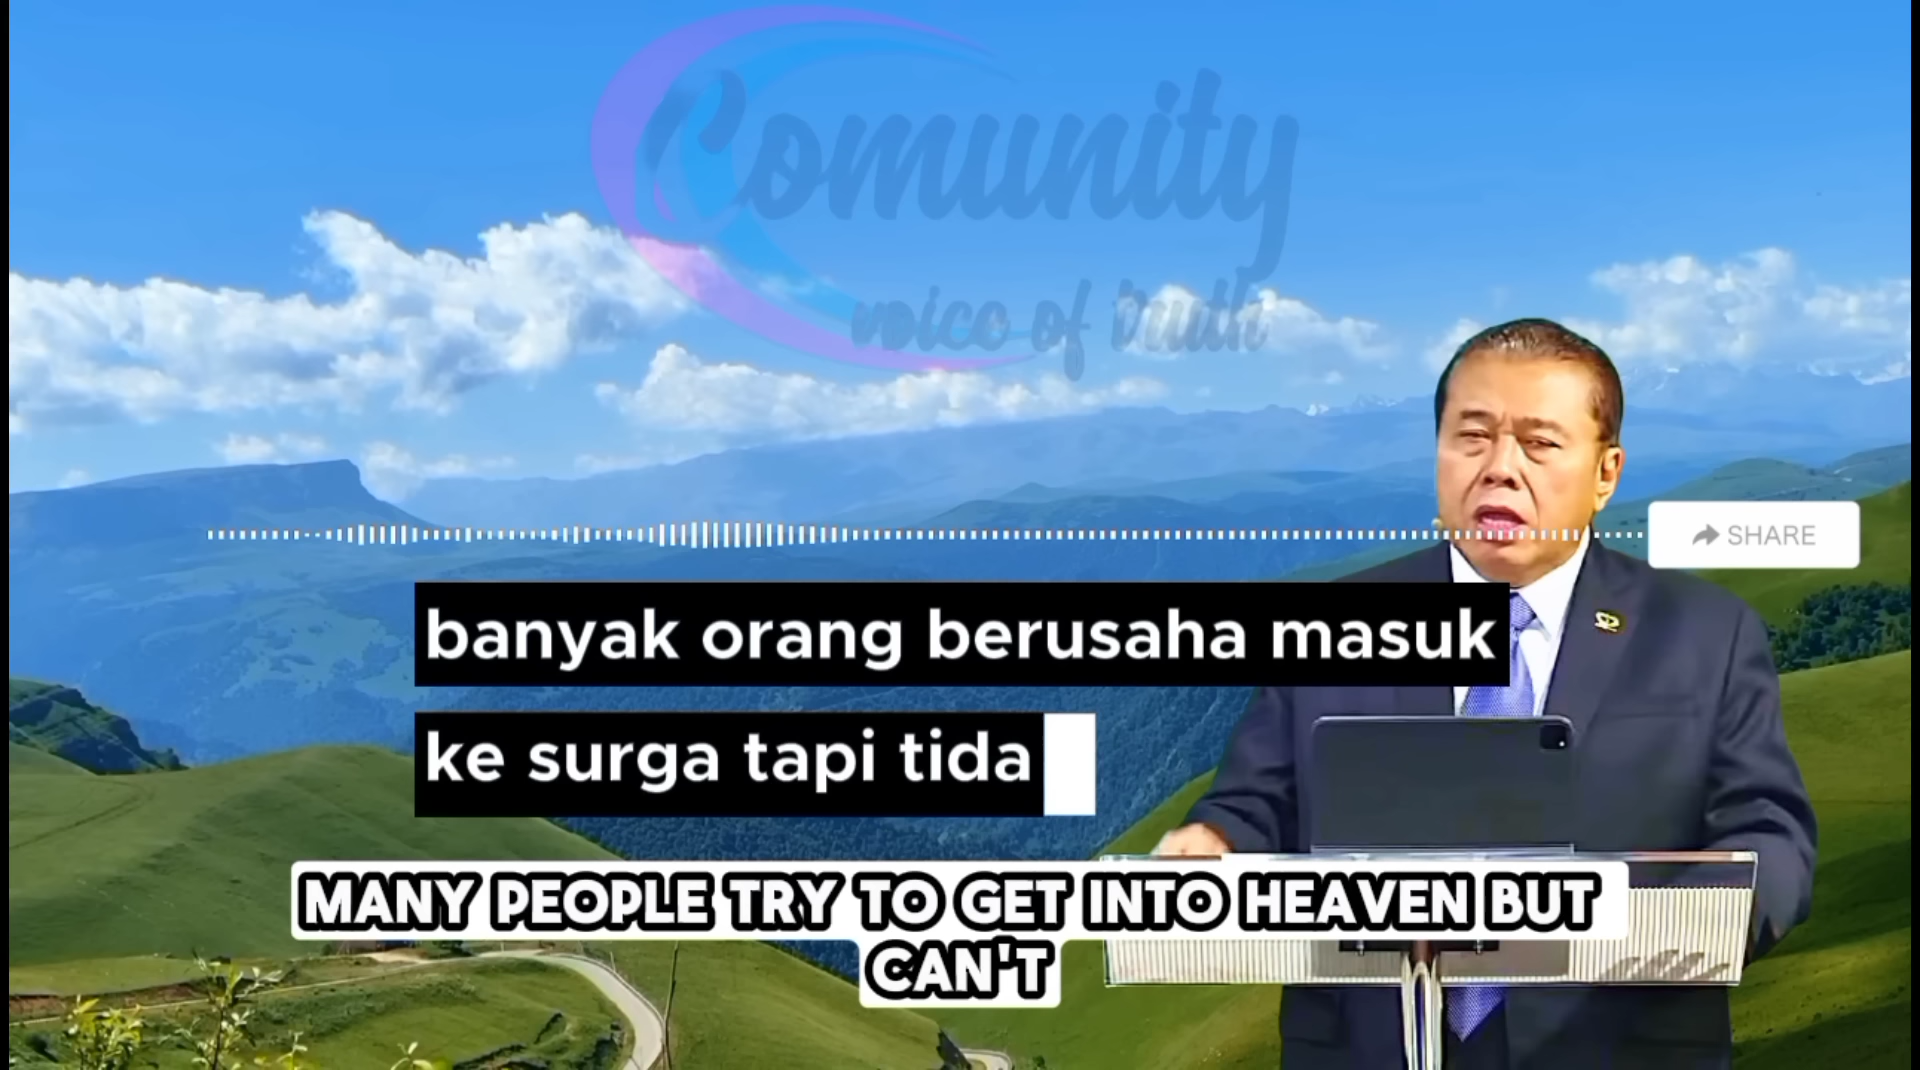 Comunity
voice of Truth
SHARE
banyak orang berusaha masuk
ke surga tapi tida
MANY PEOPLE TRY TO GET INTO HEAVEN BUT
CAN'T